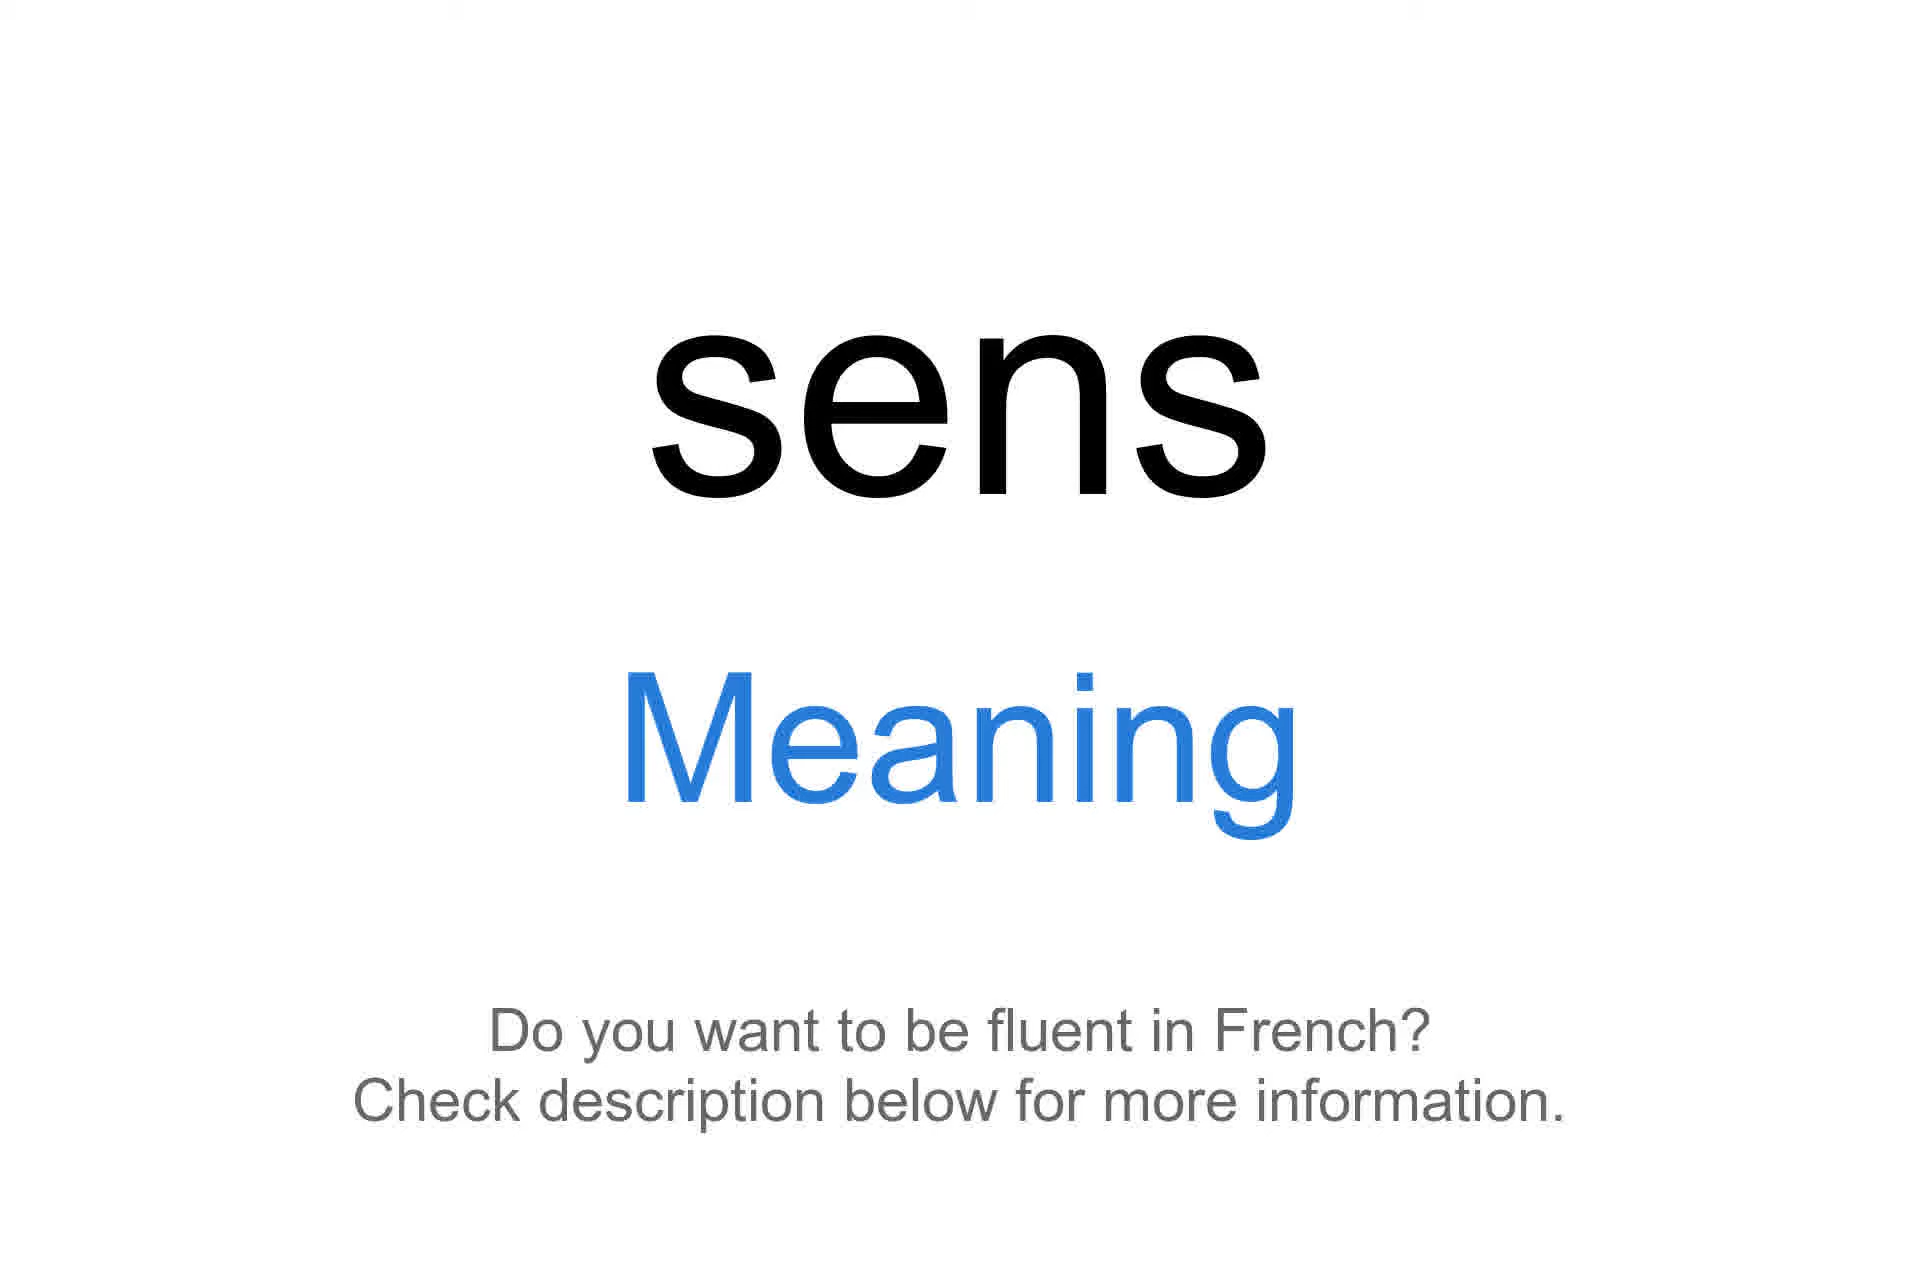 sens
Meaning
Do you want to be fluent in French?
Check description below for more information.